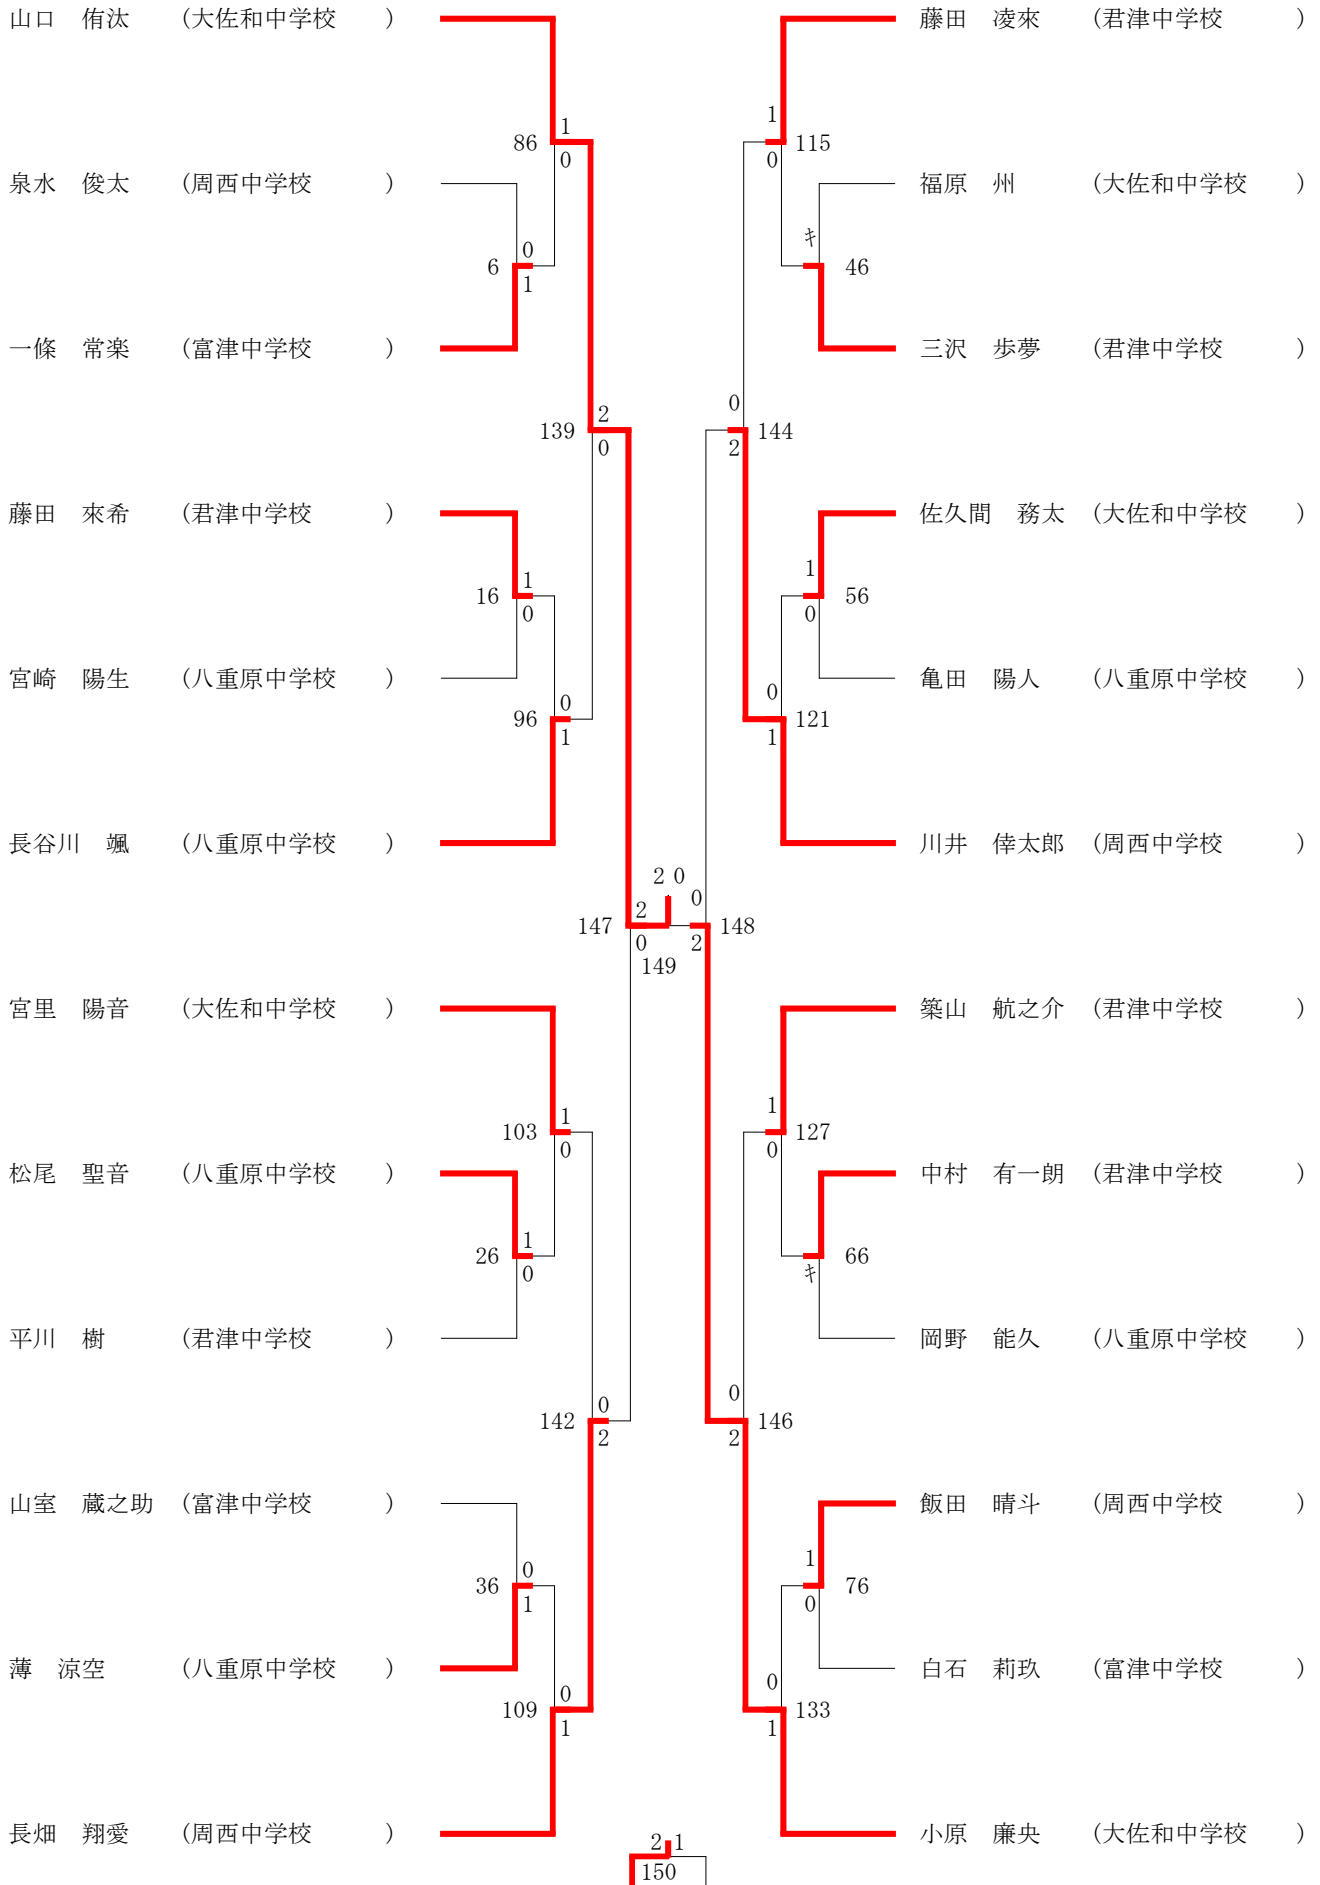 山口　侑汰　（大佐和中学校　）
藤田　凌來　（君津中学校　）
1
86
0
1
115
0
泉水　俊太　（周西中学校　）
福原　州　（大佐和中学校　）
0
6
1
ｷ
46
一條　常楽　（富津中学校　）
三沢　歩夢　（君津中学校　）
2
139
0
0
144
2
藤田　來希　（君津中学校　）
佐久間　務太　（大佐和中学校　）
1
16
0
1
56
0
宮崎　陽生　（八重原中学校　）
亀田　陽人　（八重原中学校　）
0
96
1
0
121
1
長谷川　颯　（八重原中学校　）
川井　倖太郎　（周西中学校　）
2 0
2
147
0
0
148
2
149
宮里　陽音　（大佐和中学校　）
築山　航之介　（君津中学校　）
1
103
0
1
127
0
松尾　聖音　（八重原中学校　）
中村　有一朗　（君津中学校　）
1
26
0
66
ｷ
平川　樹　（君津中学校　）
岡野　能久　（八重原中学校　）
0
142
2
0
146
2
山室　蔵之助　（富津中学校　）
飯田　晴斗　（周西中学校　）
0
36
1
1
76
0
薄　涼空　（八重原中学校　）
白石　莉玖　（富津中学校　）
0
109
1
0
133
1
長畑　翔愛　（周西中学校　）
小原　廉央　（大佐和中学校　）
2 1
150